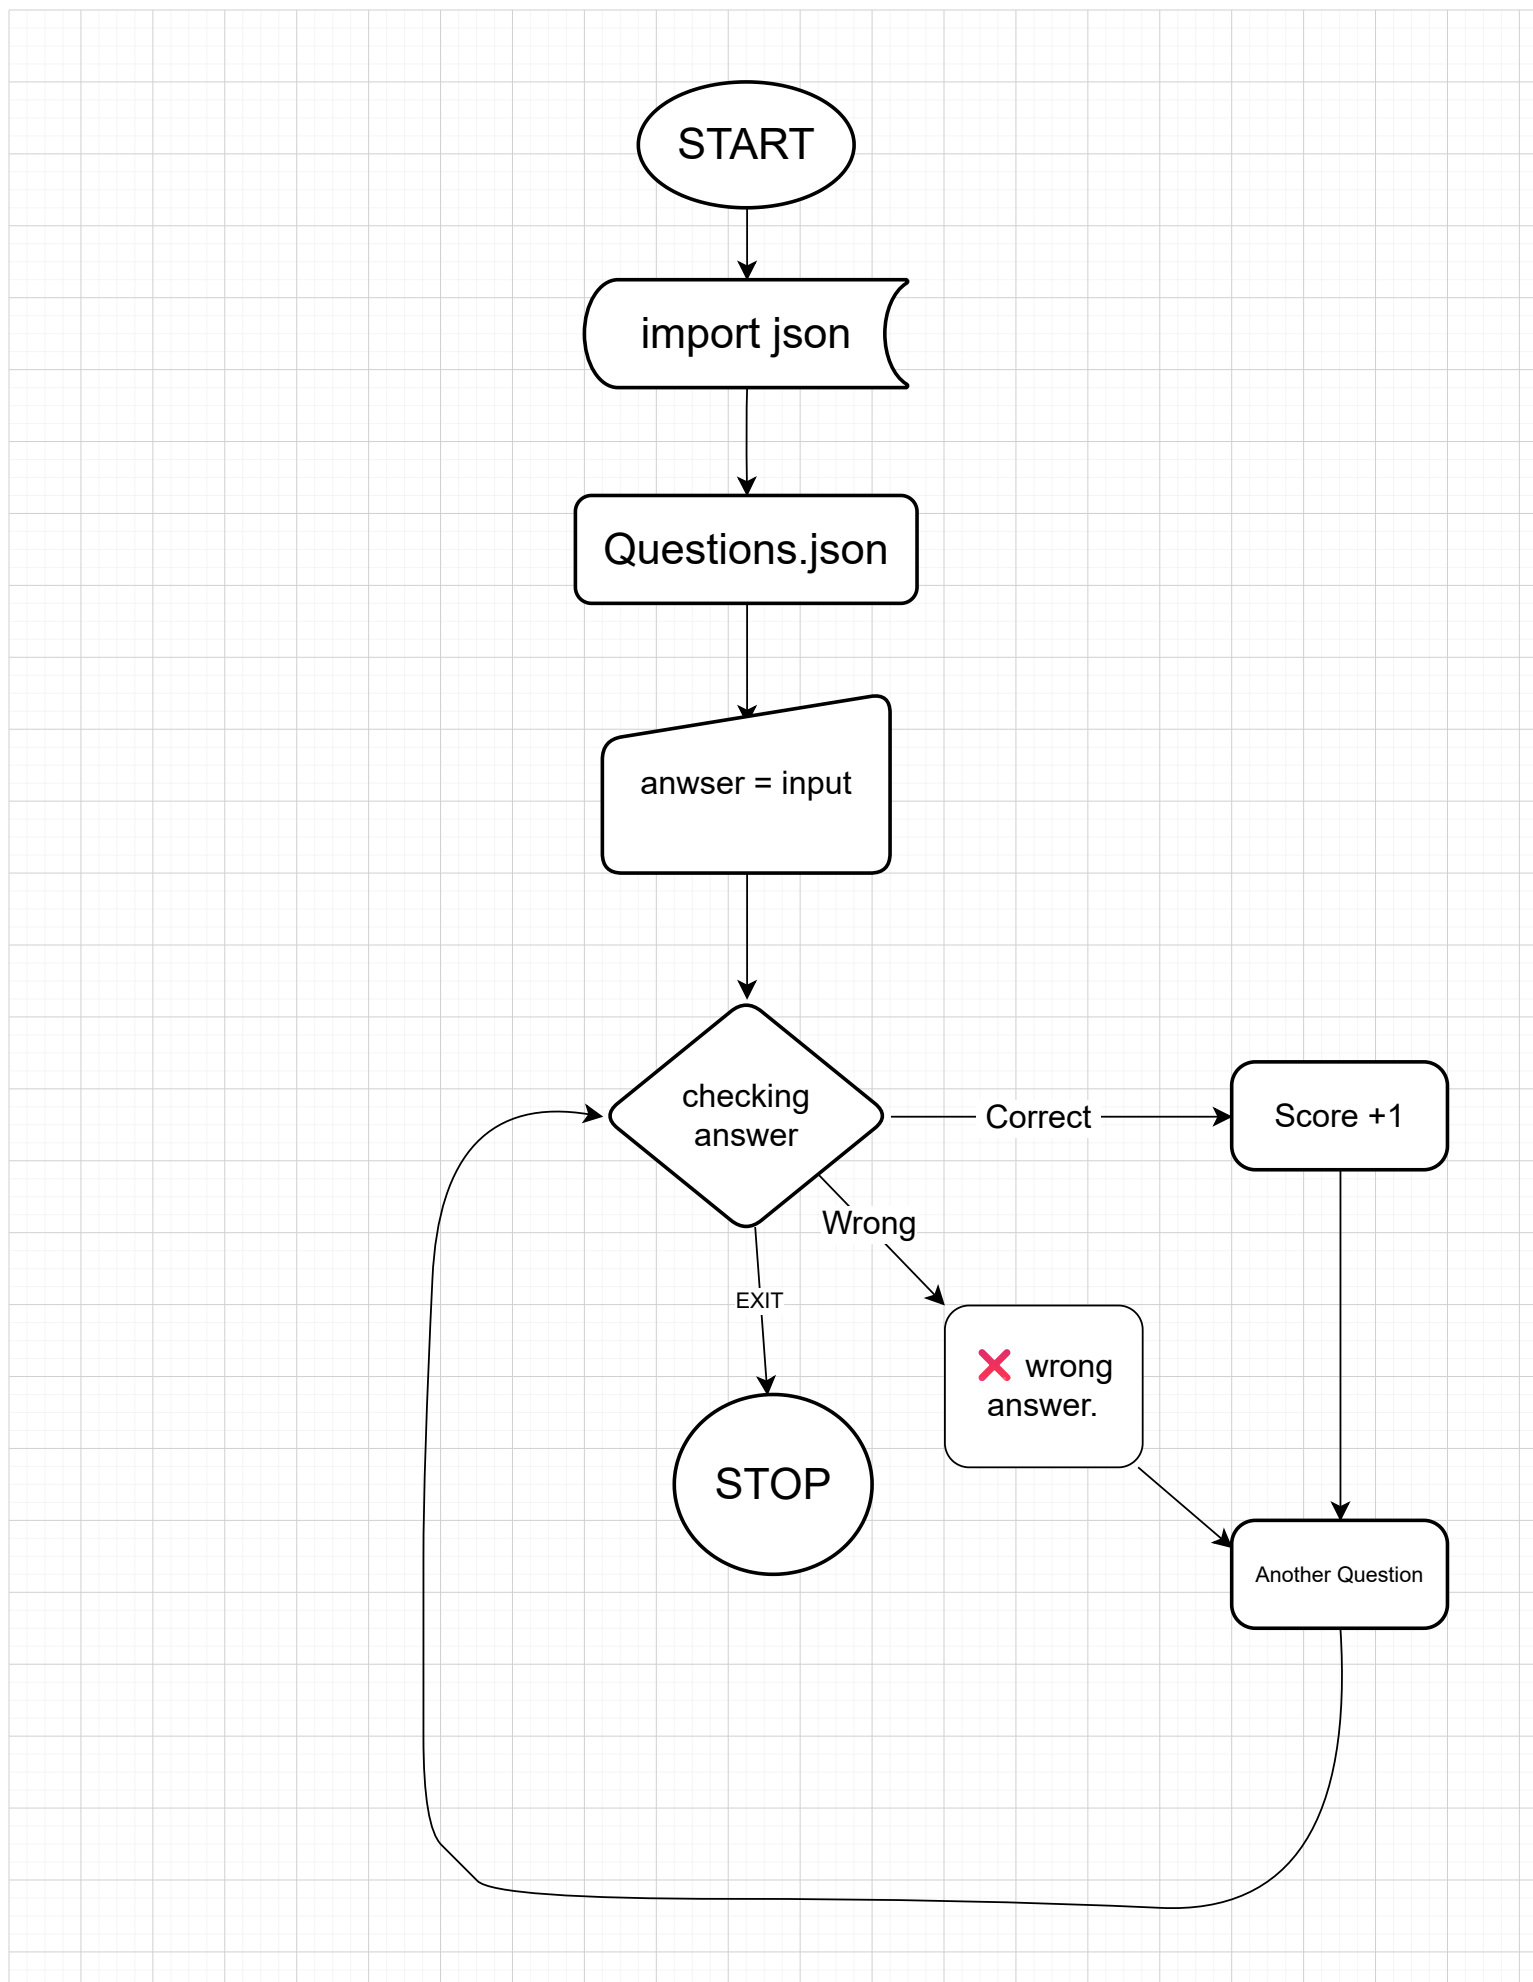 START
import json
Questions.json
anwser = input
checking
answer
Correct
Score +1
Wrong
EXIT
❌ wrong
answer.
STOP
Another Question